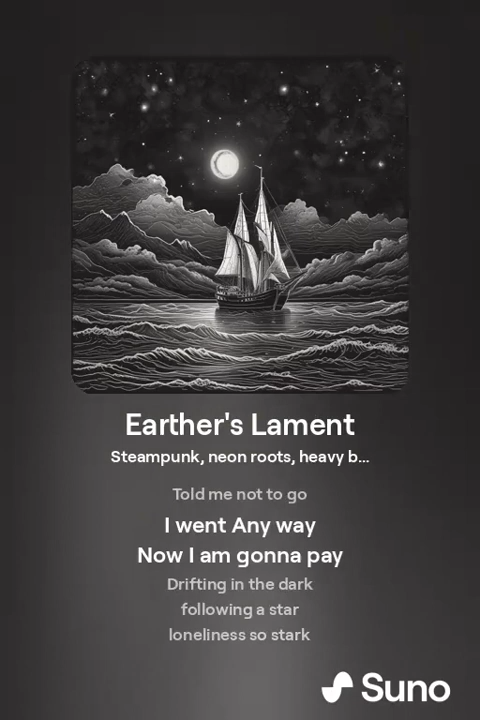 Earther's Lament
Steampunk, neon roots, heavy b...
Told me not to go
I went Any way
Now I am gonna pay
Drifting in the dark
following a star
loneliness so stark
Suno